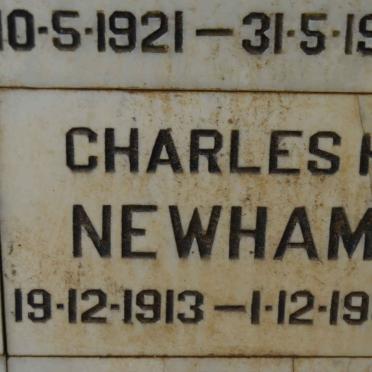 10-5-1921 — 31-5-19
CHARLES H
NEWHAM
19-12-1913 — 1-12-19